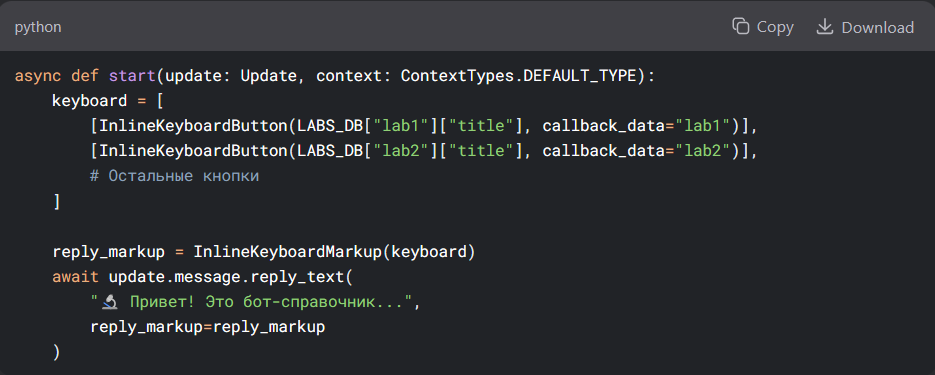 python
Copy
Download
async def start(update: Update, context: ContextTypes.DEFAULT_TYPE):
    keyboard = [
        [InlineKeyboardButton(LABS_DB["lab1"]["title"], callback_data="lab1")],
        [InlineKeyboardButton(LABS_DB["lab2"]["title"], callback_data="lab2")],
        # Остальные кнопки
    ]

    reply_markup = InlineKeyboardMarkup(keyboard)
    await update.message.reply_text(
        "🔬 Привет! Это бот-справочник...",
        reply_markup=reply_markup
    )